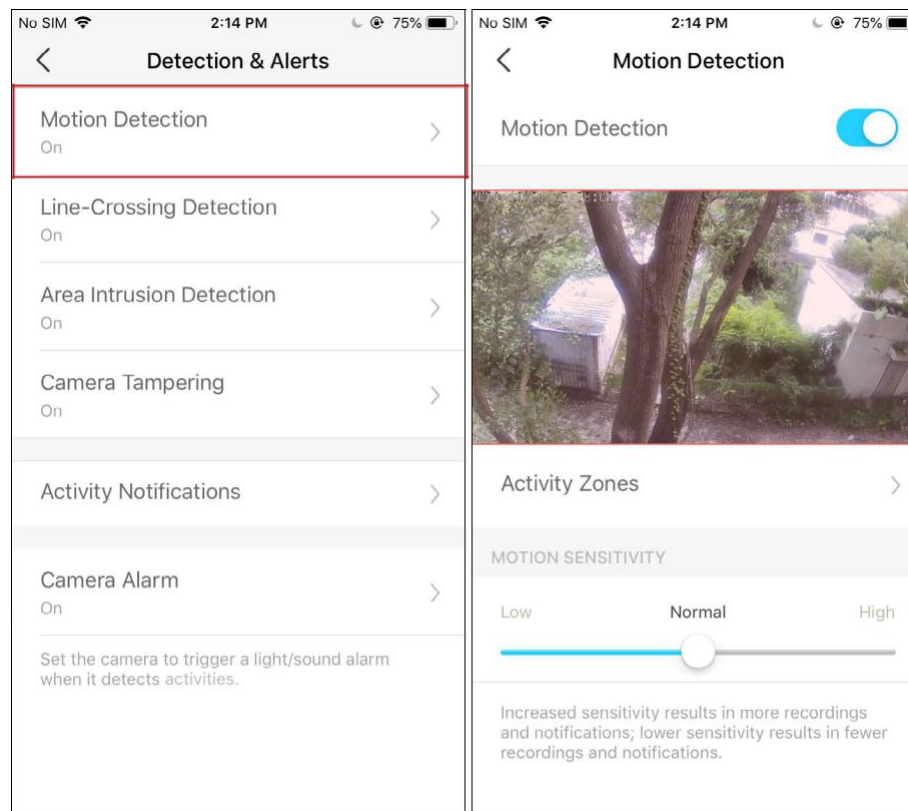 No SIM 2:14 PM 75%
Detection & Alerts
Motion Detection
On
Line-Crossing Detection
On
Area Intrusion Detection
On
Camera Tampering
On
Activity Notifications
Camera Alarm
On
Set the camera to trigger a light/sound alarm
when it detects activities.
No SIM 2:14 PM 75%
Motion Detection
Motion Detection
Activity Zones
MOTION SENSITIVITY
Low Normal High
Increased sensitivity results in more recordings
and notifications; lower sensitivity results in fewer
recordings and notifications.